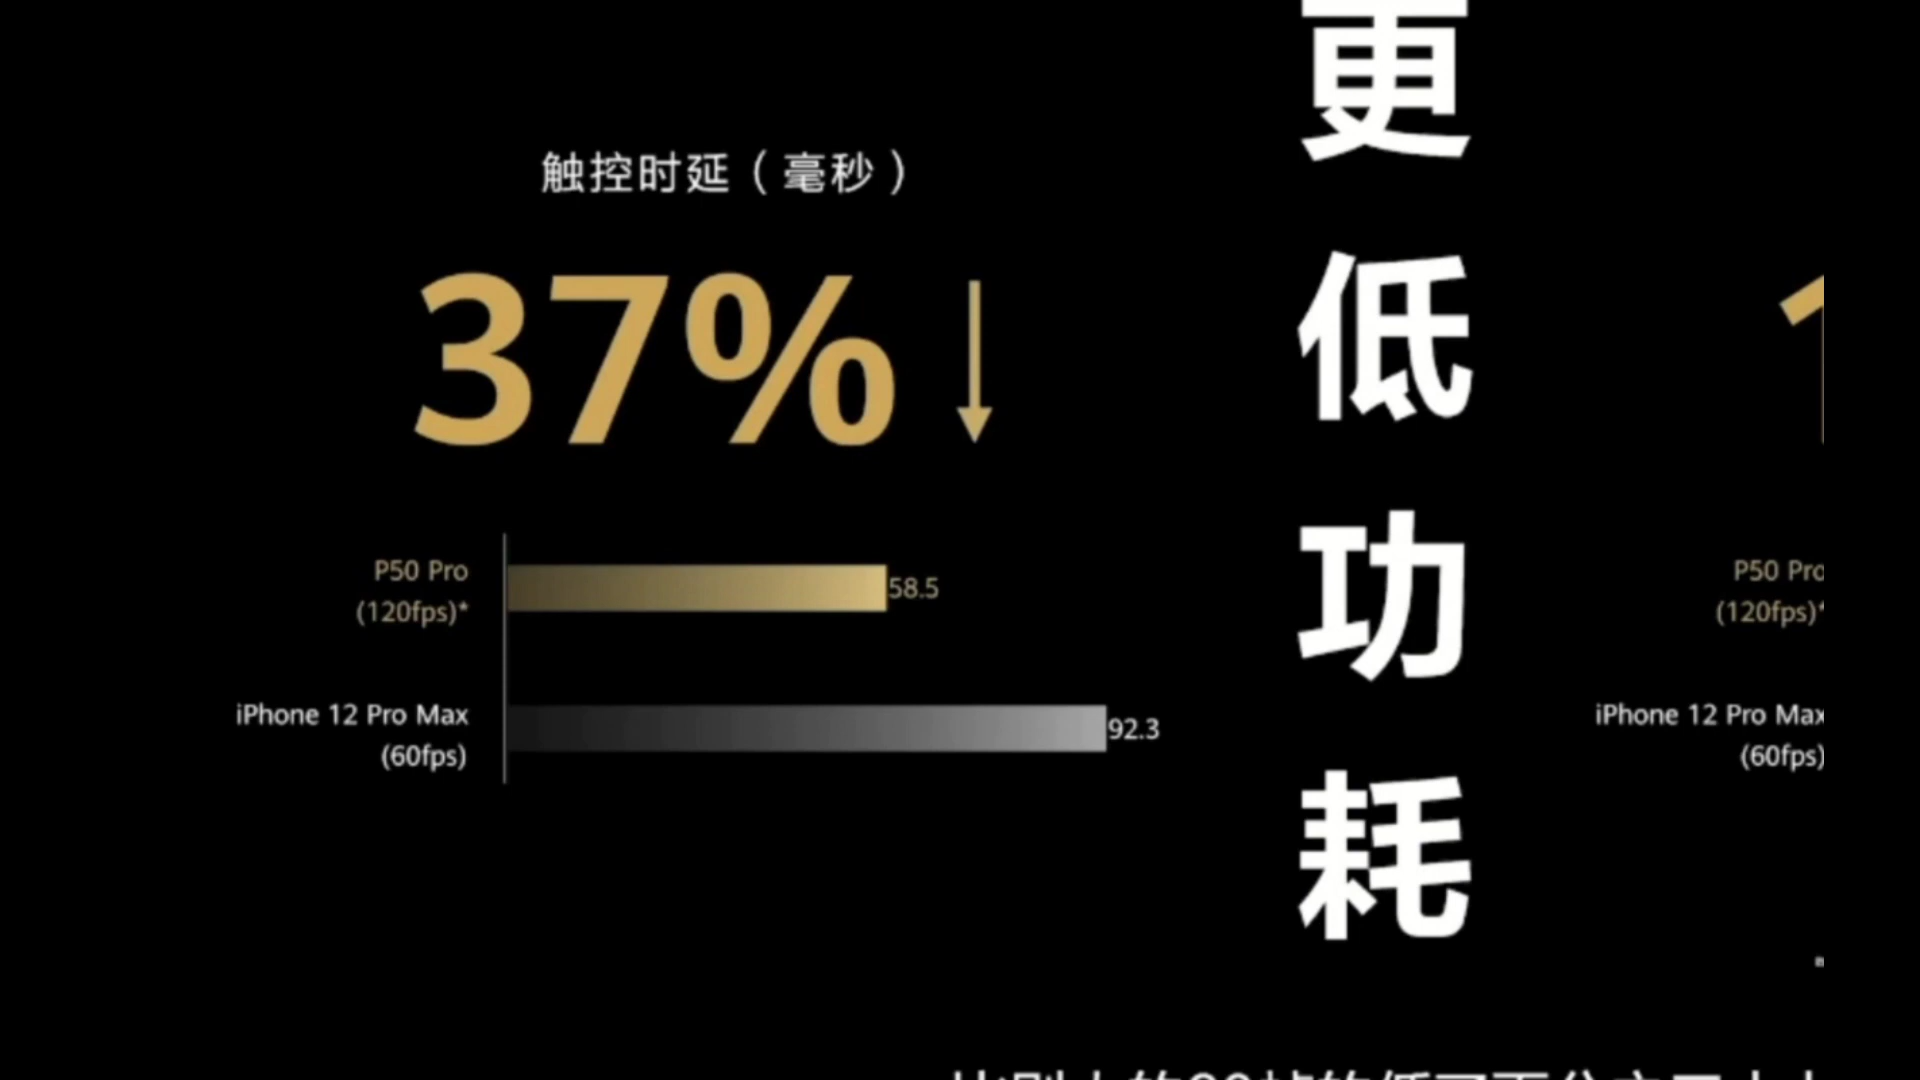 触控时延（毫秒）
37%
P50 Pro
(120fps)*
58.5
iPhone 12 Pro Max
(60fps)
92.3
更
低
功
耗
P50 Pro
(120fps)*
iPhone 12 Pro Max
(60fps)